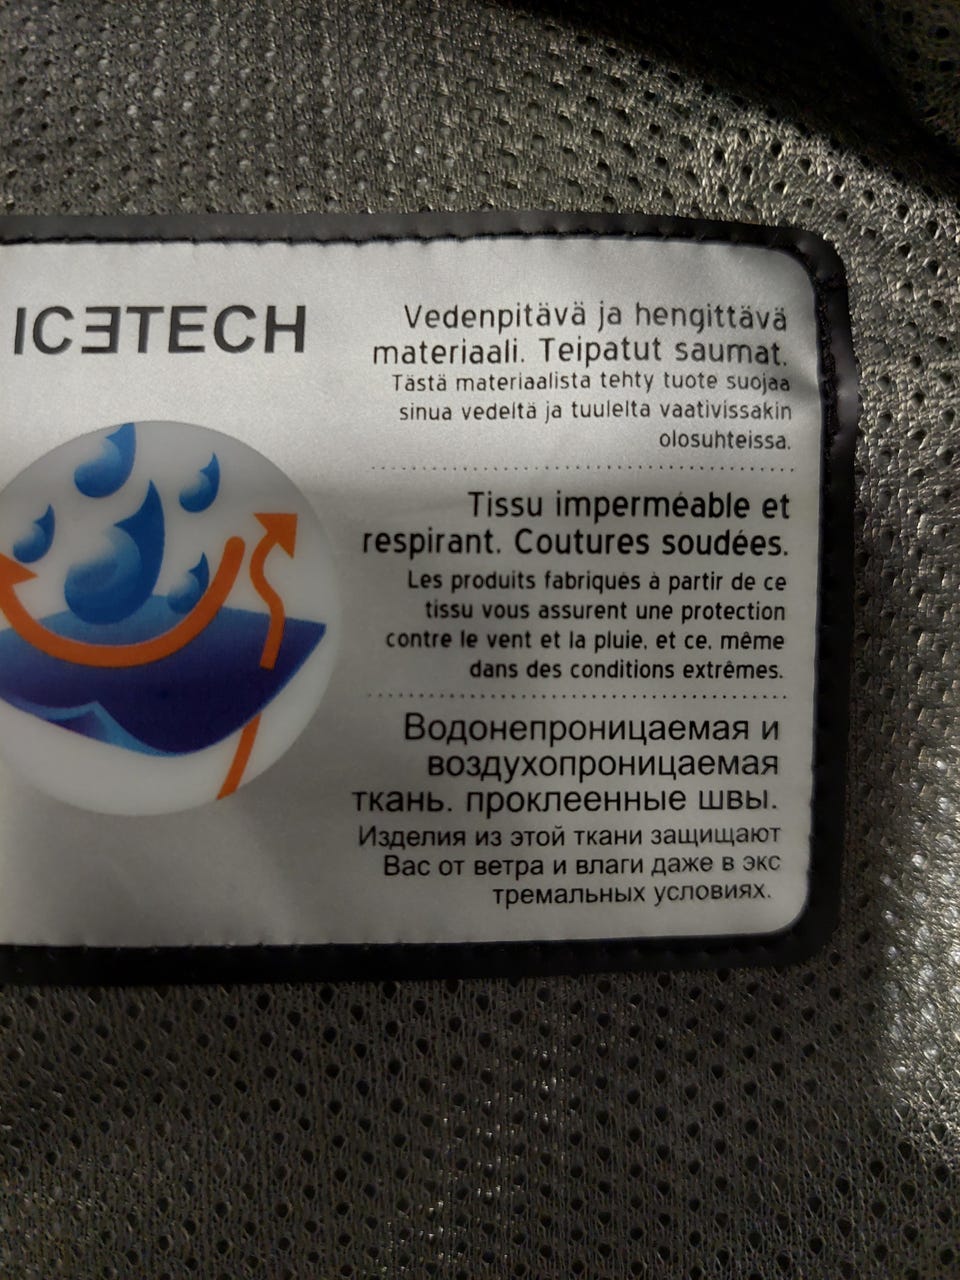 ICƎTECH
Vedenpitävä ja hengittävä
materiaali. Teipatut saumat.
Tästä materiaalista tehty tuote suojaa
sinua vedeltä ja tuulelta vaativissakin
olosuhteissa.
Tissu imperméable et
respirant. Coutures soudées.
Les produits fabriqués à partir de ce
tissu vous assurent une protection
contre le vent et la pluie, et ce, même
dans des conditions extrêmes.
Водонепроницаемая и
воздухопроницаемая
ткань. проклеенные швы.
Изделия из этой ткани защищают
Вас от ветра и влаги даже в экс
тремальных условиях.